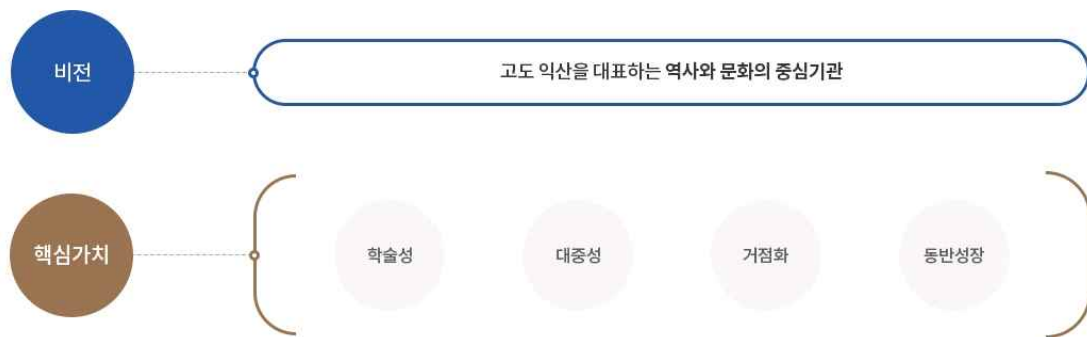 비전
고도 익산을 대표하는 역사와 문화의 중심기관
핵심가치
학술성
대중성
거점화
동반성장